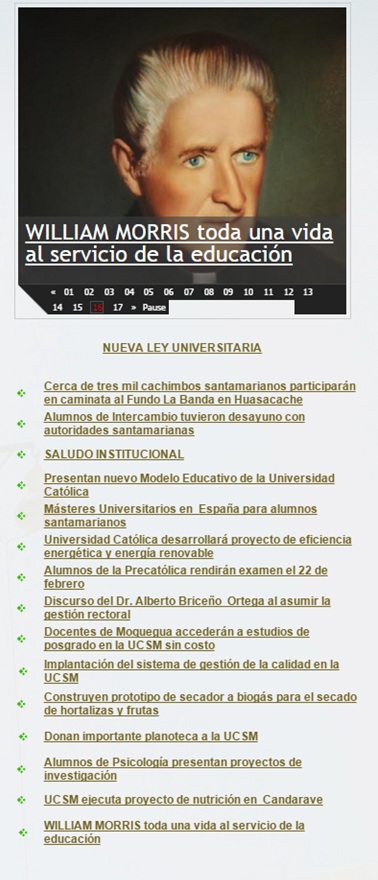 WILLIAM MORRIS toda una vida
al servicio de la educación
« 01 02 03 04 05 06 07 08 09 10 11 12 13
14 15 16 17 » Pause
NUEVA LEY UNIVERSITARIA
Cerca de tres mil cachimbos santamarianos participarán
en caminata al Fundo La Banda en Huasacache
Alumnos de Intercambio tuvieron desayuno con
autoridades santamarianas
SALUDO INSTITUCIONAL
Presentan nuevo Modelo Educativo de la Universidad
Católica
Másteres Universitarios en España para alumnos
santamarianos
Universidad Católica desarrollará proyecto de eficiencia
energética y energía renovable
Alumnos de la Precatólica rendirán examen el 22 de
febrero
Discurso del Dr. Alberto Briceño Ortega al asumir la
gestión rectoral
Docentes de Moquegua accederán a estudios de
posgrado en la UCSM sin costo
Implantación del sistema de gestión de la calidad en la
UCSM
Construyen prototipo de secador a biogás para el secado
de hortalizas y frutas
Donan importante planoteca a la UCSM
Alumnos de Psicología presentan proyectos de
investigación
UCSM ejecuta proyecto de nutrición en Candarave
WILLIAM MORRIS toda una vida al servicio de la
educación